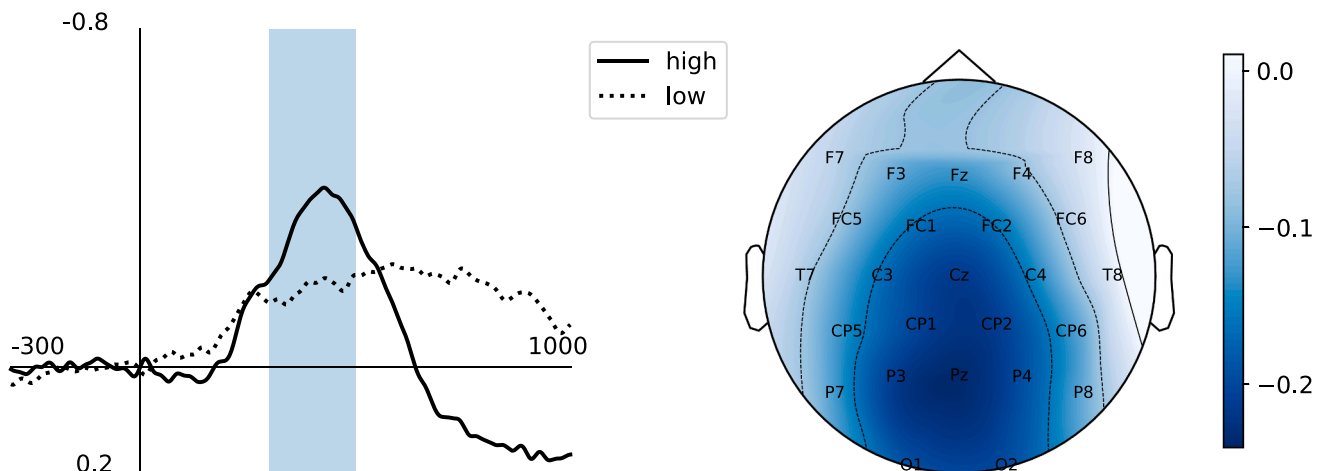 -0.8
-300
1000
0.2
high
low
F7
F8
F3
Fz
F4
FC5
FC1
FC2
FC6
T7
C3
Cz
C4
T8
CP5
CP1
CP2
CP6
P7
P3
Pz
P4
P8
O1
O2
0.0
−0.1
−0.2